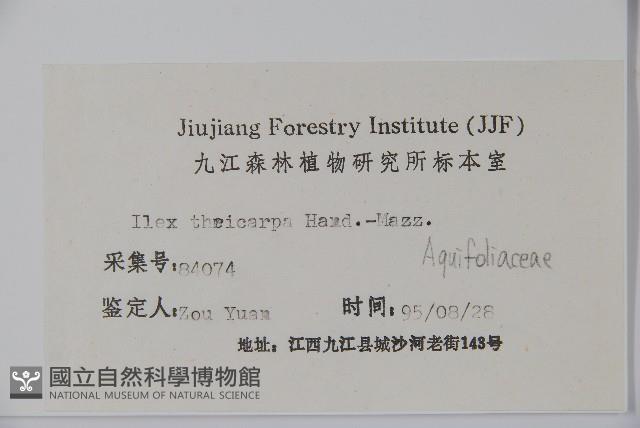 Jiujiang Forestry Institute (JJF)
九江森林植物研究所标本室
Ilex thricarpa Hand.-Mazz.
采集号:84074
Aquifoliaceae
鉴定人:Zou Yuan
时间:95/08/28
地址:江西九江县城沙河老街143号
國立自然科學博物館
NATIONAL MUSEUM OF NATURAL SCIENCE